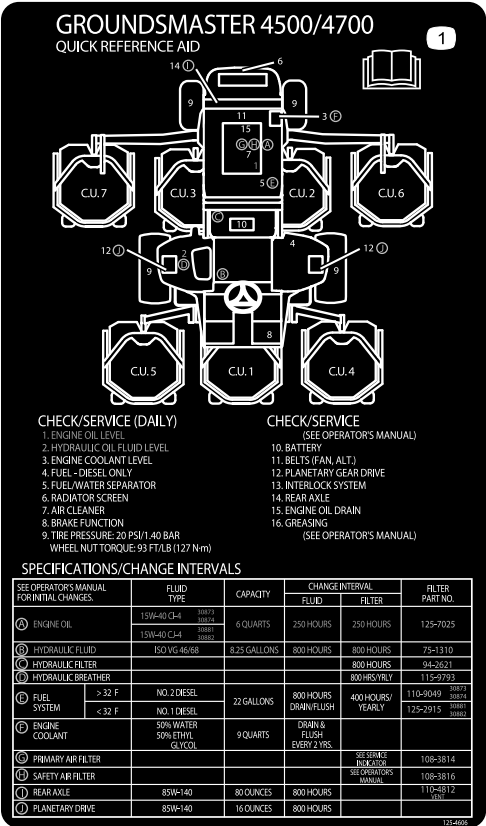 GROUNDSMASTER 4500/4700
QUICK REFERENCE AID
1
14 I
6
9
9
11
15
3 F
G H A
7
1
5 E
C.U. 7
C.U. 3
C.U. 2
C.U. 6
C
10
12 J
2
D
4
12 J
9
B
9
8
C.U. 5
C.U. 1
C.U. 4
CHECK/SERVICE (DAILY)
1. ENGINE OIL LEVEL
2. HYDRAULIC OIL FLUID LEVEL
3. ENGINE COOLANT LEVEL
4. FUEL - DIESEL ONLY
5. FUEL/WATER SEPARATOR
6. RADIATOR SCREEN
7. AIR CLEANER
8. BRAKE FUNCTION
9. TIRE PRESSURE: 20 PSI/1.40 BAR
WHEEL NUT TORQUE: 93 FT/LB (127 N·m)
CHECK/SERVICE
(SEE OPERATOR'S MANUAL)
10. BATTERY
11. BELTS (FAN, ALT.)
12. PLANETARY GEAR DRIVE
13. INTERLOCK SYSTEM
14. REAR AXLE
15. ENGINE OIL DRAIN
16. GREASING
(SEE OPERATOR'S MANUAL)
SPECIFICATIONS/CHANGE INTERVALS
SEE OPERATOR'S MANUAL FOR INITIAL CHANGES. FLUID TYPE CAPACITY CHANGE INTERVAL FLUID FILTER FILTER PART NO.
A ENGINE OIL 15W-40 CI-4 30873 30874 15W-40 CJ-4 30881 30882 6 QUARTS 250 HOURS 250 HOURS 125-7025
B HYDRAULIC FLUID ISO VG 46/68 8.25 GALLONS 800 HOURS 800 HOURS 75-1310
C HYDRAULIC FILTER 800 HOURS 94-2621
D HYDRAULIC BREATHER 800 HRS/YRLY 115-9793
E FUEL SYSTEM > 32 F NO. 2 DIESEL 22 GALLONS 800 HOURS DRAIN/FLUSH 400 HOURS/ YEARLY 110-9049 30873 30874
< 32 F NO. 1 DIESEL 125-2915 30881 30882
F ENGINE COOLANT 50% WATER 50% ETHYL GLYCOL 9 QUARTS DRAIN & FLUSH EVERY 2 YRS.
G PRIMARY AIR FILTER SEE SERVICE INDICATOR 108-3814
H SAFETY AIR FILTER SEE OPERATOR'S MANUAL 108-3816
I REAR AXLE 85W-140 80 OUNCES 800 HOURS 110-4812 VENT
J PLANETARY DRIVE 85W-140 16 OUNCES 800 HOURS
125-4606